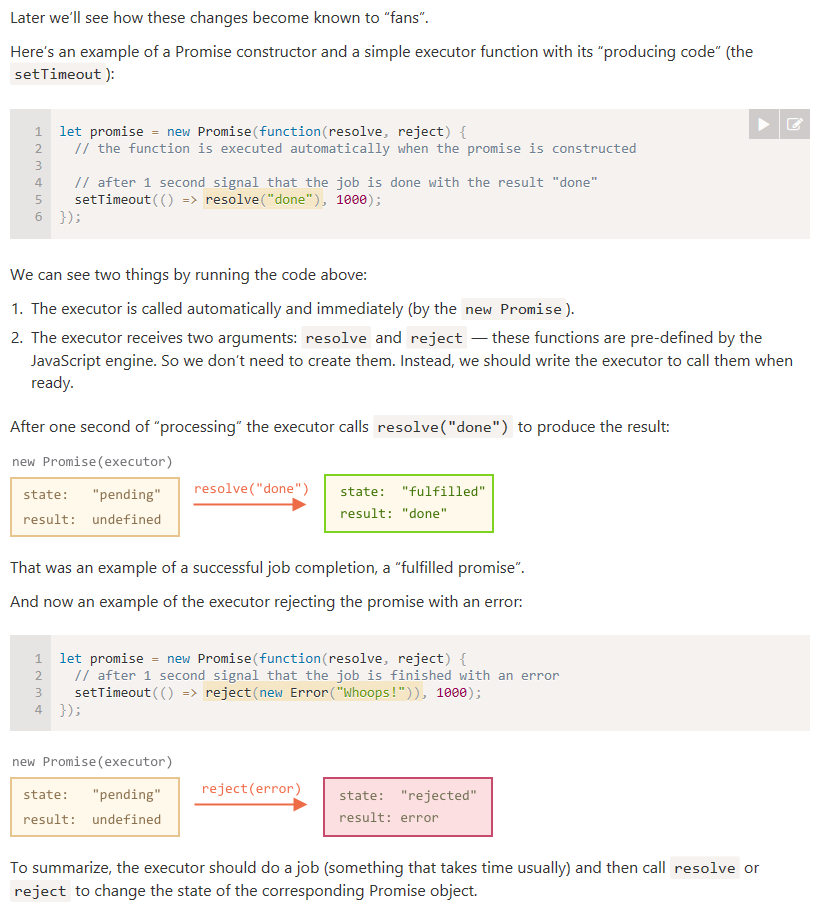 Later we’ll see how these changes become known to “fans”.
Here’s an example of a Promise constructor and a simple executor function with its “producing code” (the
setTimeout):
1 let promise = new Promise(function(resolve, reject) {
2   // the function is executed automatically when the promise is constructed
3
4   // after 1 second signal that the job is done with the result "done"
5   setTimeout(() => resolve("done"), 1000);
6 });
We can see two things by running the code above:
1. The executor is called automatically and immediately (by the new Promise).
2. The executor receives two arguments: resolve and reject — these functions are pre-defined by the
JavaScript engine. So we don’t need to create them. Instead, we should write the executor to call them when
ready.
After one second of “processing” the executor calls resolve("done") to produce the result:
new Promise(executor)
state: "pending"
result: undefined
resolve("done")
state: "fulfilled"
result: "done"
That was an example of a successful job completion, a “fulfilled promise”.
And now an example of the executor rejecting the promise with an error:
1 let promise = new Promise(function(resolve, reject) {
2   // after 1 second signal that the job is finished with an error
3   setTimeout(() => reject(new Error("Whoops!")), 1000);
4 });
new Promise(executor)
state: "pending"
result: undefined
reject(error)
state: "rejected"
result: error
To summarize, the executor should do a job (something that takes time usually) and then call resolve or
reject to change the state of the corresponding Promise object.